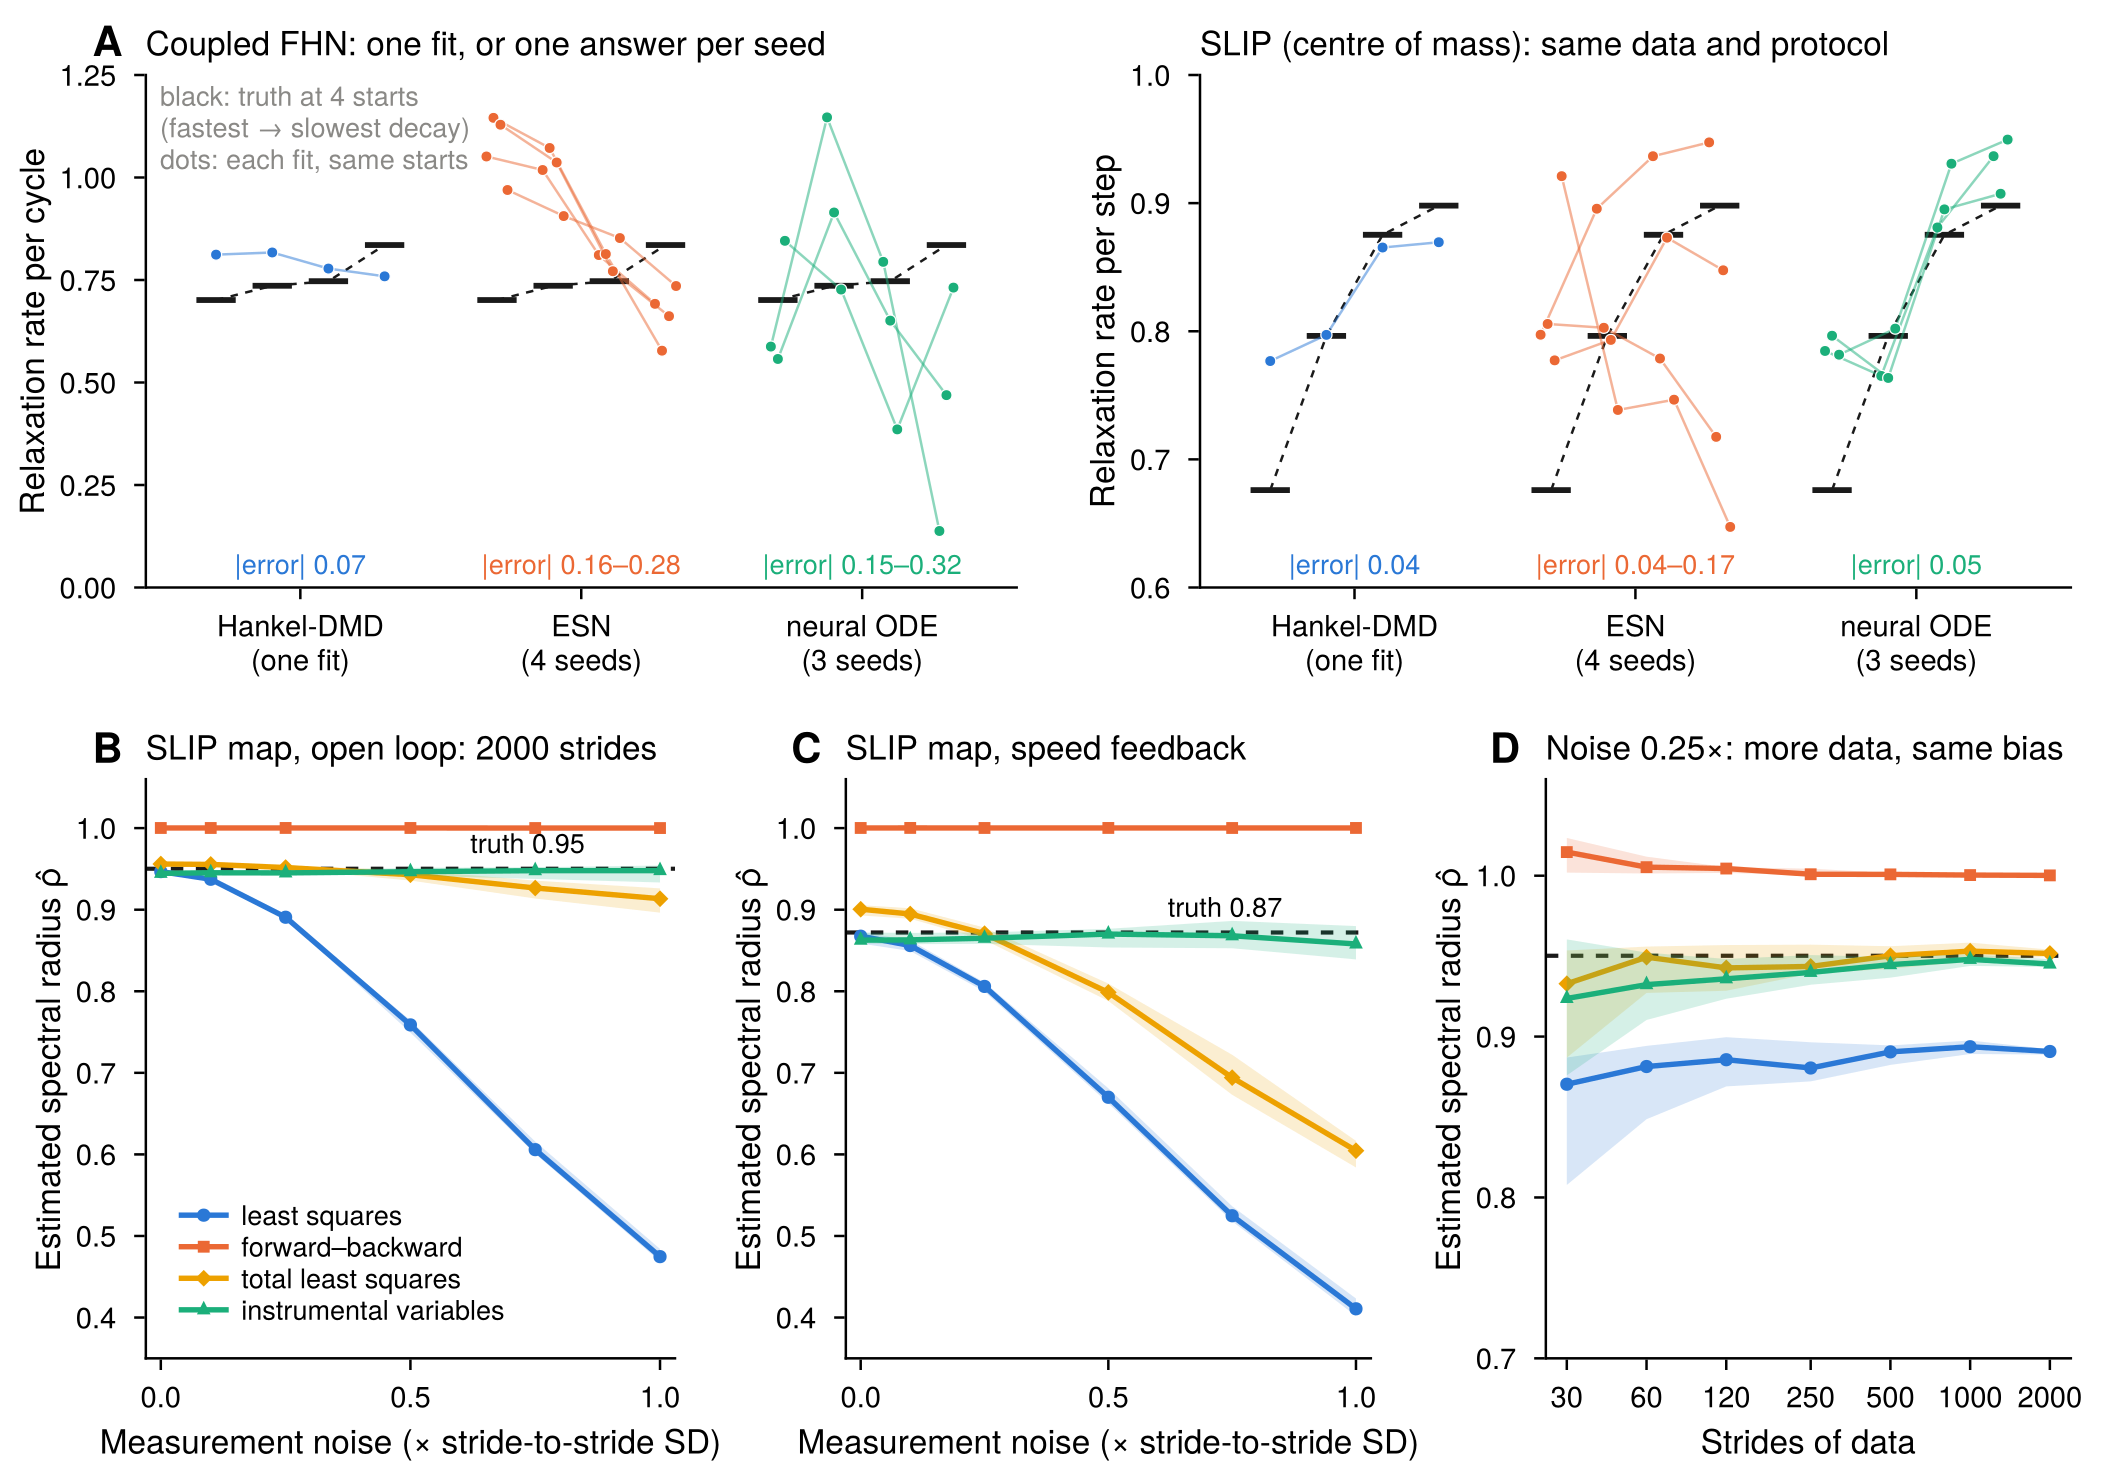 A Coupled FHN: one fit, or one answer per seed
Relaxation rate per cycle
1.25
1.00
0.75
0.50
0.25
0.00
black: truth at 4 starts
(fastest → slowest decay)
dots: each fit, same starts
|error| 0.07
|error| 0.16–0.28
|error| 0.15–0.32
Hankel-DMD
(one fit)
ESN
(4 seeds)
neural ODE
(3 seeds)
SLIP (centre of mass): same data and protocol
Relaxation rate per step
1.0
0.9
0.8
0.7
0.6
|error| 0.04
|error| 0.04–0.17
|error| 0.05
Hankel-DMD
(one fit)
ESN
(4 seeds)
neural ODE
(3 seeds)
B SLIP map, open loop: 2000 strides
Estimated spectral radius ρ̂
1.0
0.9
0.8
0.7
0.6
0.5
0.4
truth 0.95
least squares
forward–backward
total least squares
instrumental variables
0.0 0.5 1.0
Measurement noise (× stride-to-stride SD)
C SLIP map, speed feedback
Estimated spectral radius ρ̂
1.0
0.9
0.8
0.7
0.6
0.5
0.4
truth 0.87
0.0 0.5 1.0
Measurement noise (× stride-to-stride SD)
D Noise 0.25×: more data, same bias
Estimated spectral radius ρ̂
1.0
0.9
0.8
0.7
30 60 120 250 500 1000 2000
Strides of data